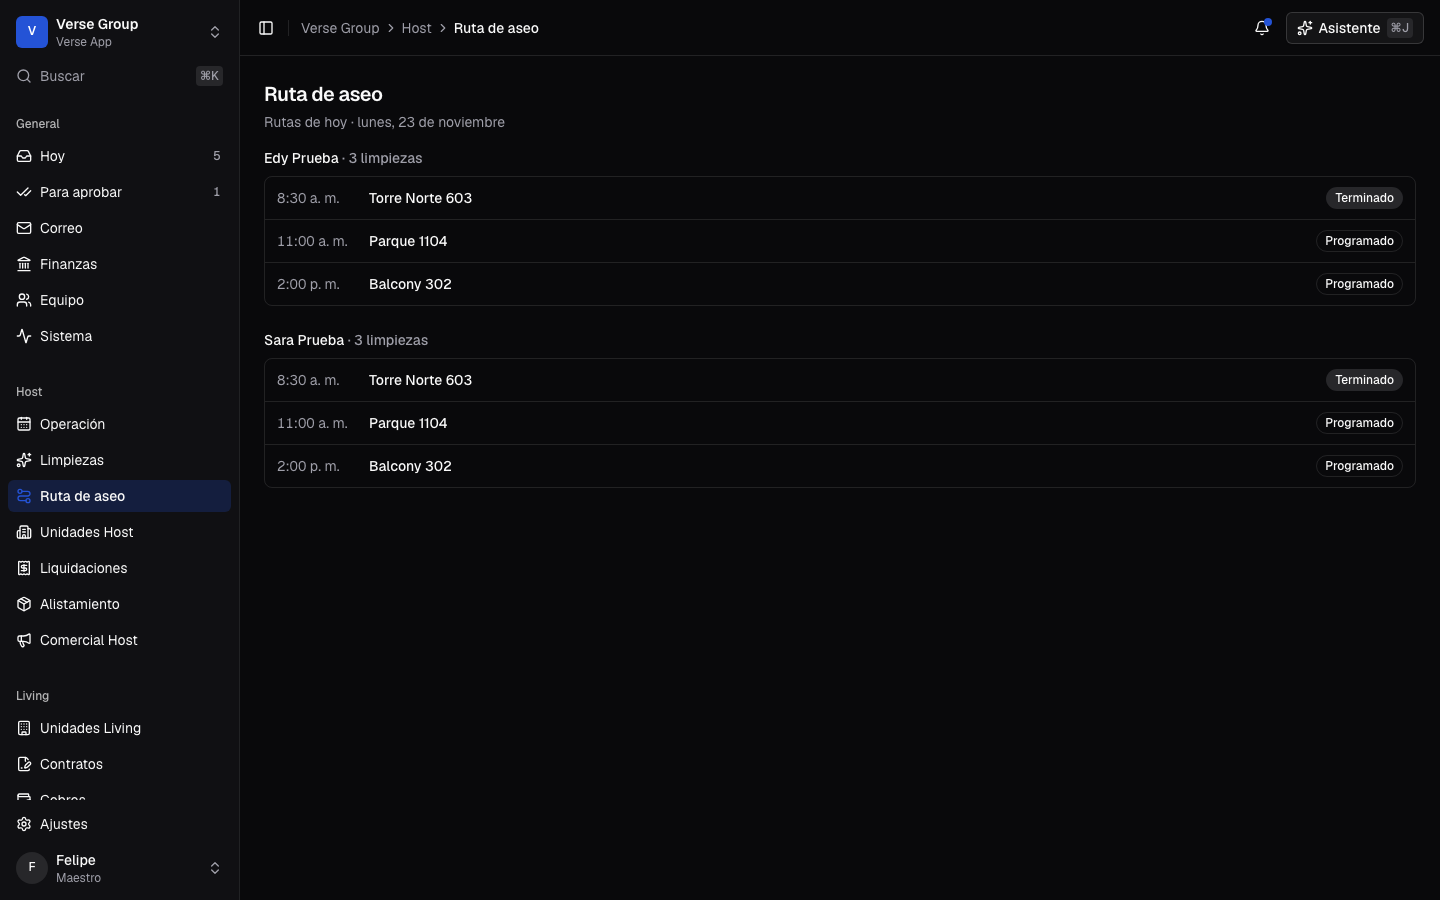 V
Verse Group
Verse App
Buscar ⌘K
General
Hoy 5
Para aprobar 1
Correo
Finanzas
Equipo
Sistema
Host
Operación
Limpiezas
Ruta de aseo
Unidades Host
Liquidaciones
Alistamiento
Comercial Host
Living
Unidades Living
Contratos
Cobros
Ajustes
F
Felipe
Maestro
Verse Group > Host > Ruta de aseo
Asistente ⌘J
Ruta de aseo
Rutas de hoy · lunes, 23 de noviembre
Edy Prueba · 3 limpiezas
8:30 a. m. Torre Norte 603 Terminado
11:00 a. m. Parque 1104 Programado
2:00 p. m. Balcony 302 Programado
Sara Prueba · 3 limpiezas
8:30 a. m. Torre Norte 603 Terminado
11:00 a. m. Parque 1104 Programado
2:00 p. m. Balcony 302 Programado